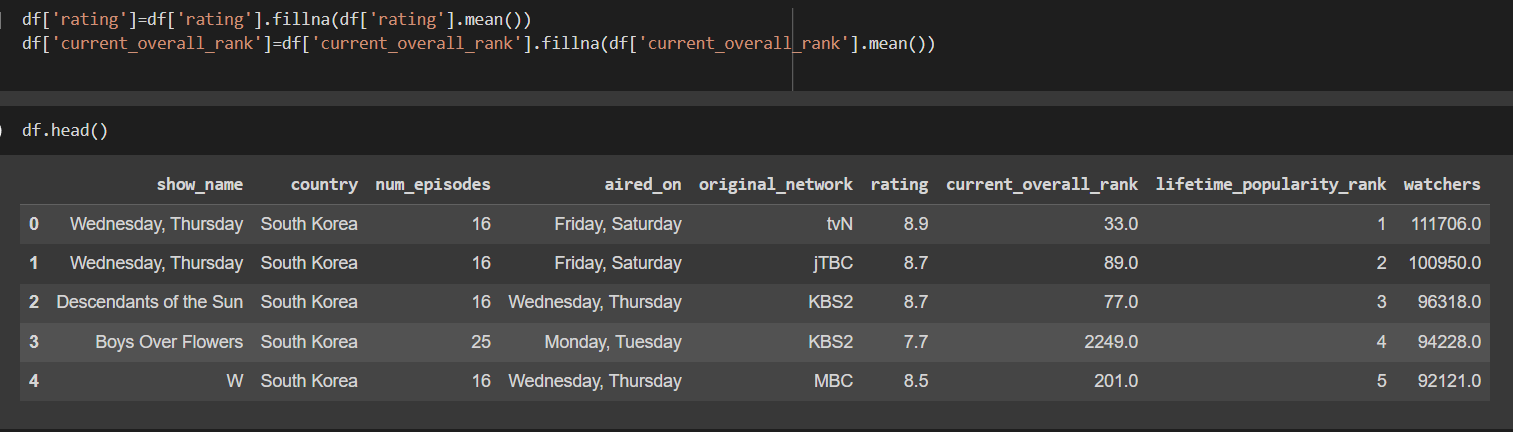 df['rating']=df['rating'].fillna(df['rating'].mean())
df['current_overall_rank']=df['current_overall_rank'].fillna(df['current_overall_rank'].mean())
df.head()
show_name country num_episodes aired_on original_network rating current_overall_rank lifetime_popularity_rank watchers
0 Wednesday, Thursday South Korea 16 Friday, Saturday tvN 8.9 33.0 1 111706.0
1 Wednesday, Thursday South Korea 16 Friday, Saturday jTBC 8.7 89.0 2 100950.0
2 Descendants of the Sun South Korea 16 Wednesday, Thursday KBS2 8.7 77.0 3 96318.0
3 Boys Over Flowers South Korea 25 Monday, Tuesday KBS2 7.7 2249.0 4 94228.0
4 W South Korea 16 Wednesday, Thursday MBC 8.5 201.0 5 92121.0